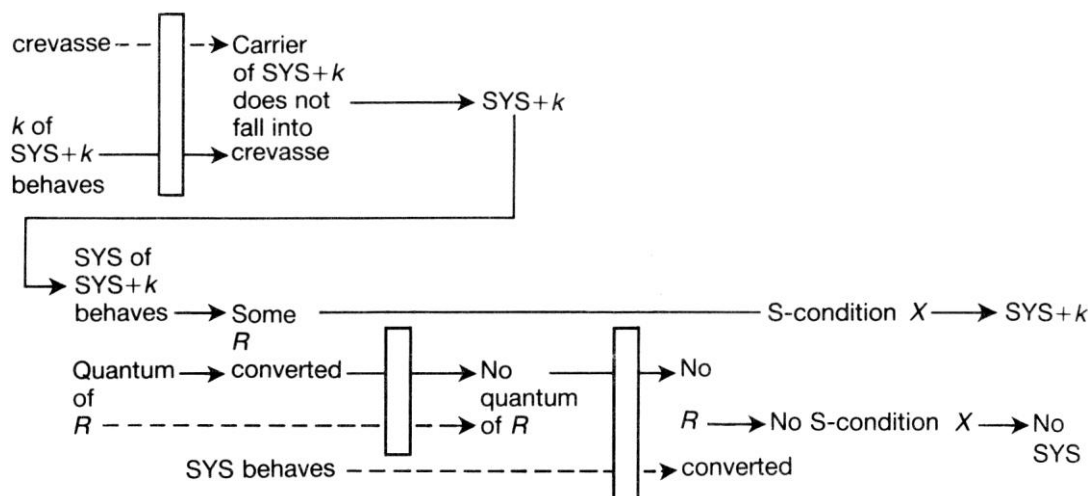 crevasse
Carrier
of SYS+k
does not
fall into
crevasse
SYS+k
k of
SYS+k
behaves
SYS of
SYS+k
behaves
Some
R
converted
S-condition X
SYS+k
Quantum
of
R
No
quantum
of R
No
R
converted
No S-condition X
No
SYS
SYS behaves